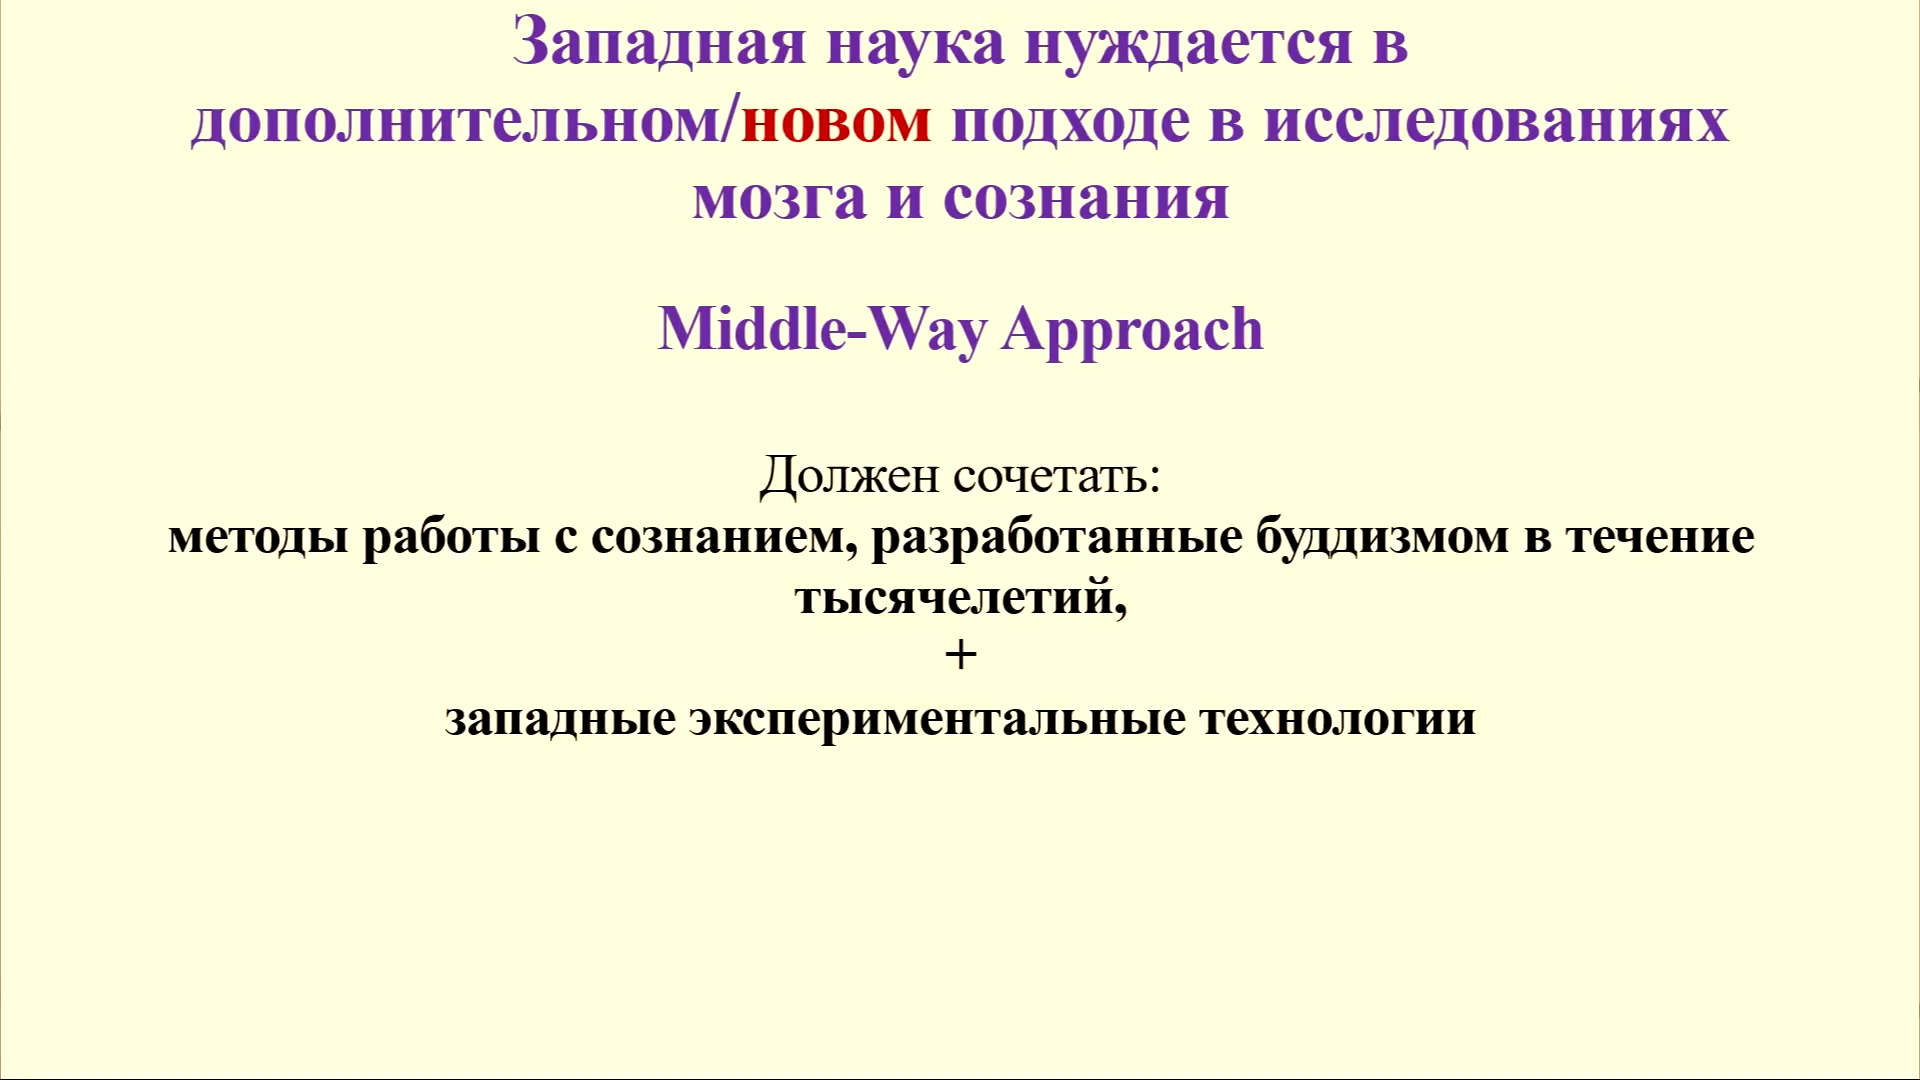 Западная наука нуждается в
дополнительном/новом подходе в исследованиях
мозга и сознания
Middle-Way Approach
Должен сочетать:
методы работы с сознанием, разработанные буддизмом в течение
тысячелетий,
+
западные экспериментальные технологии